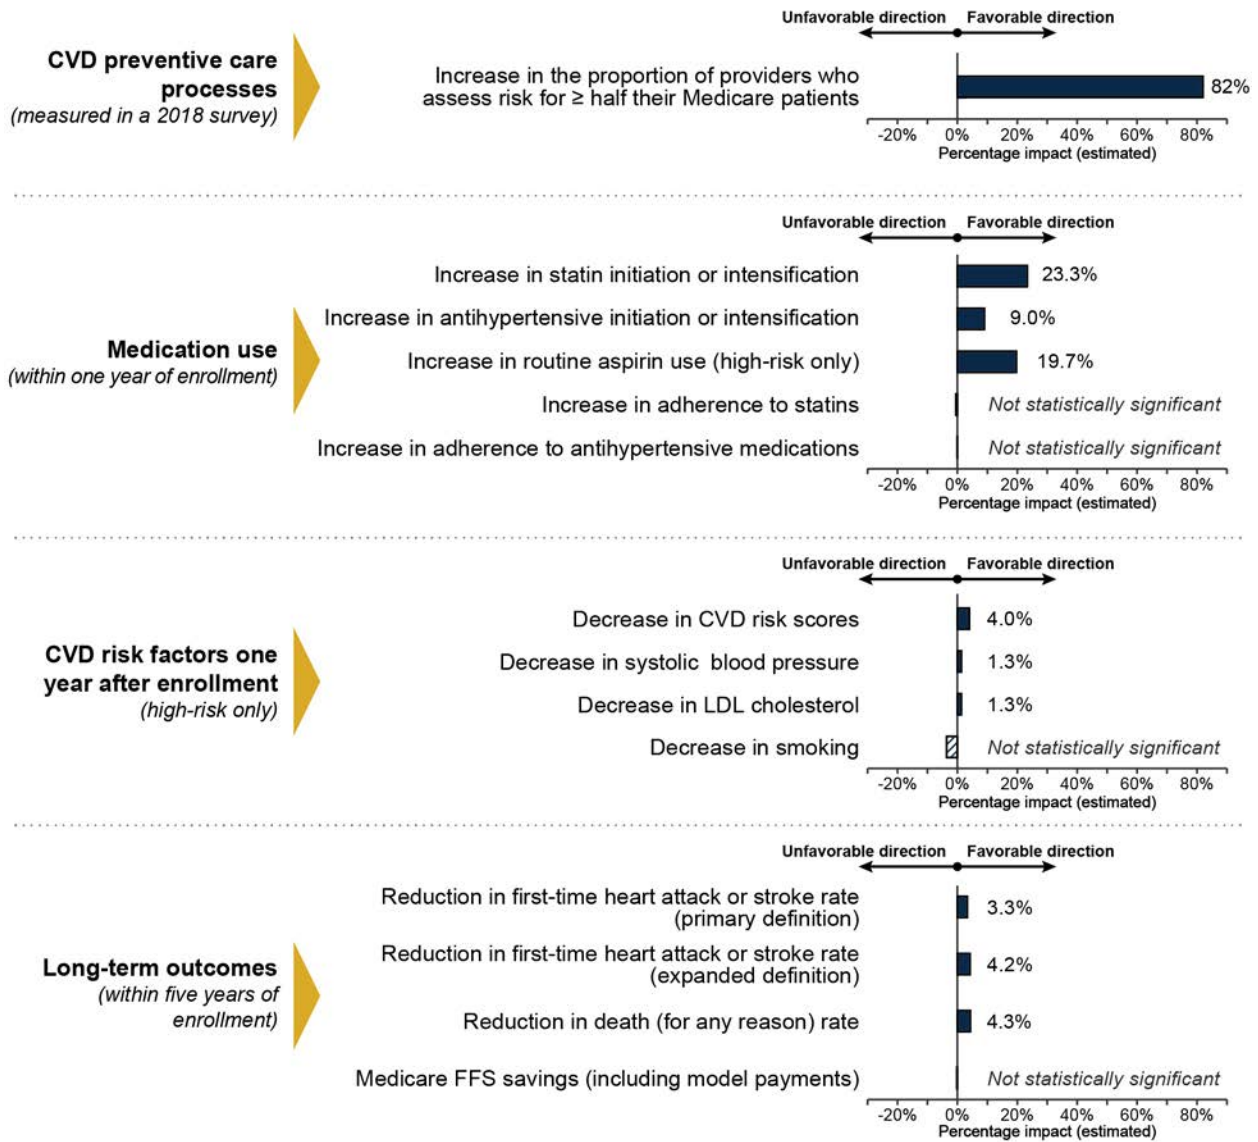 Unfavorable direction Favorable direction
CVD preventive care
processes
(measured in a 2018 survey)
Increase in the proportion of providers who
assess risk for ≥ half their Medicare patients
82%
-20% 0% 20% 40% 60% 80%
Percentage impact (estimated)
Unfavorable direction Favorable direction
Medication use
(within one year of enrollment)
Increase in statin initiation or intensification 23.3%
Increase in antihypertensive initiation or intensification 9.0%
Increase in routine aspirin use (high-risk only) 19.7%
Increase in adherence to statins Not statistically significant
Increase in adherence to antihypertensive medications Not statistically significant
-20% 0% 20% 40% 60% 80%
Percentage impact (estimated)
Unfavorable direction Favorable direction
CVD risk factors one
year after enrollment
(high-risk only)
Decrease in CVD risk scores 4.0%
Decrease in systolic blood pressure 1.3%
Decrease in LDL cholesterol 1.3%
Decrease in smoking Not statistically significant
-20% 0% 20% 40% 60% 80%
Percentage impact (estimated)
Unfavorable direction Favorable direction
Long-term outcomes
(within five years of
enrollment)
Reduction in first-time heart attack or stroke rate
(primary definition)
3.3%
Reduction in first-time heart attack or stroke rate
(expanded definition)
4.2%
Reduction in death (for any reason) rate 4.3%
Medicare FFS savings (including model payments) Not statistically significant
-20% 0% 20% 40% 60% 80%
Percentage impact (estimated)